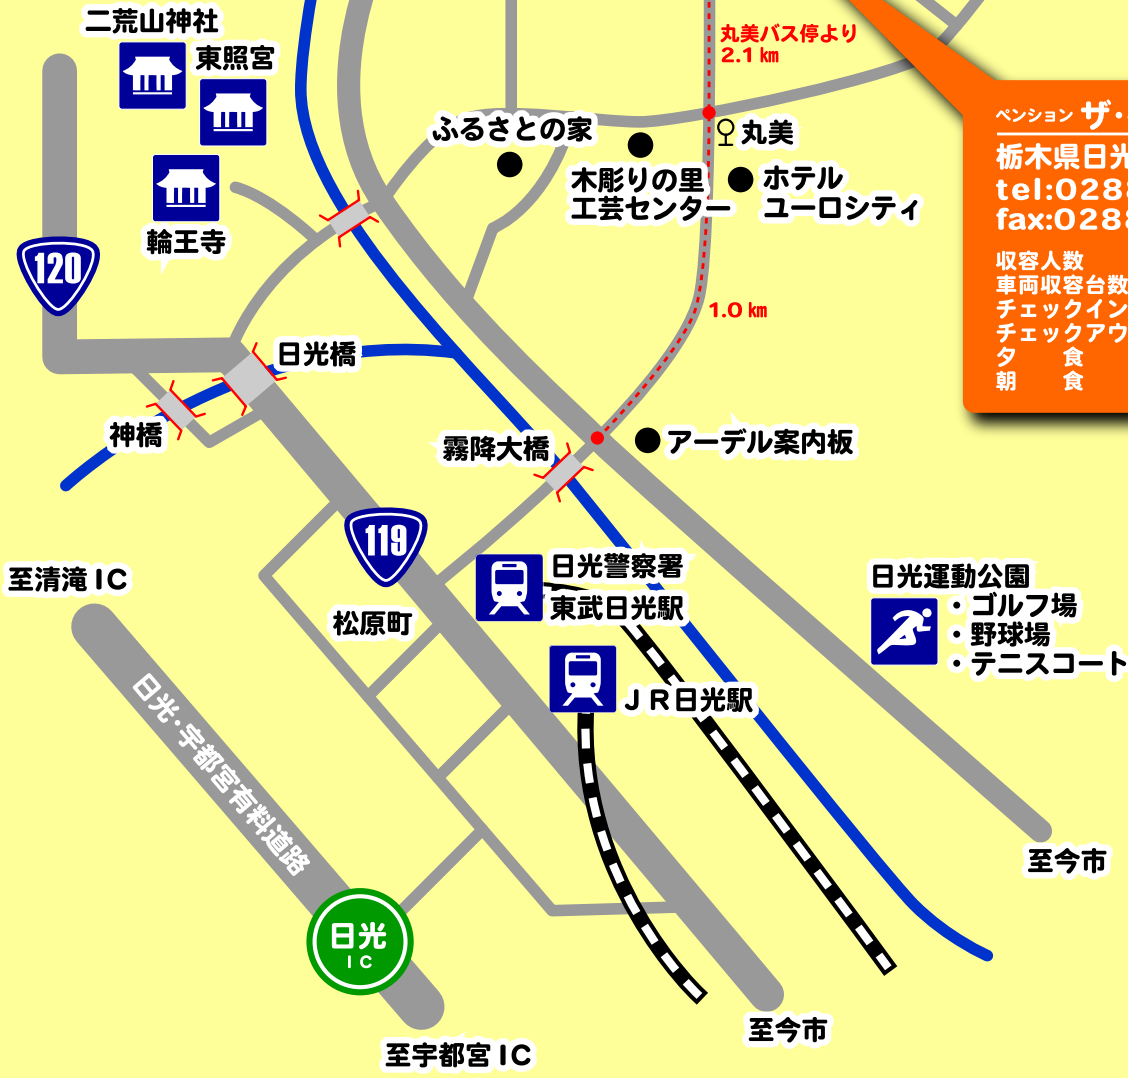 二荒山神社
東照宮
輪王寺
120
丸美バス停より
2.1 ㎞
ふるさとの家
丸美
木彫りの里
工芸センター
ホテル
ユーロシティ
ペンション ザ・
栃木県日光
tel:0288
fax:0288
収容人数
車両収容台数
チェックイン
チェックアウ
夕 食
朝 食
1.0 ㎞
日光橋
神橋
霧降大橋
アーデル案内板
119
至清滝IC
松原町
日光警察署
東武日光駅
JR日光駅
日光運動公園
・ゴルフ場
・野球場
・テニスコート
日光・宇都宮有料道路
日光
IC
至今市
至今市
至宇都宮IC